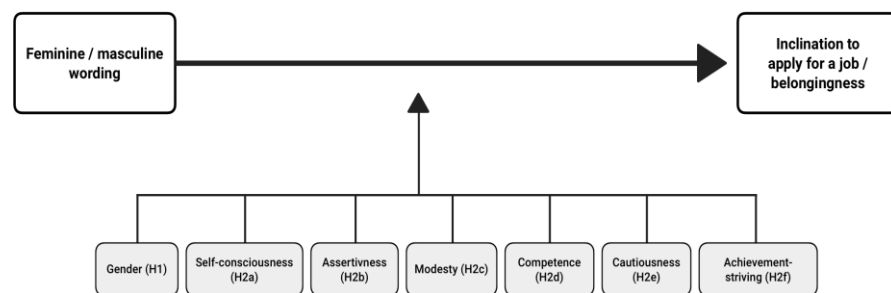 Feminine / masculine
wording
Inclination to
apply for a job /
belongingness
Gender (H1)
Self-consciousness
(H2a)
Assertivness
(H2b)
Modesty (H2c)
Competence
(H2d)
Cautiousness
(H2e)
Achievement-
striving (H2f)